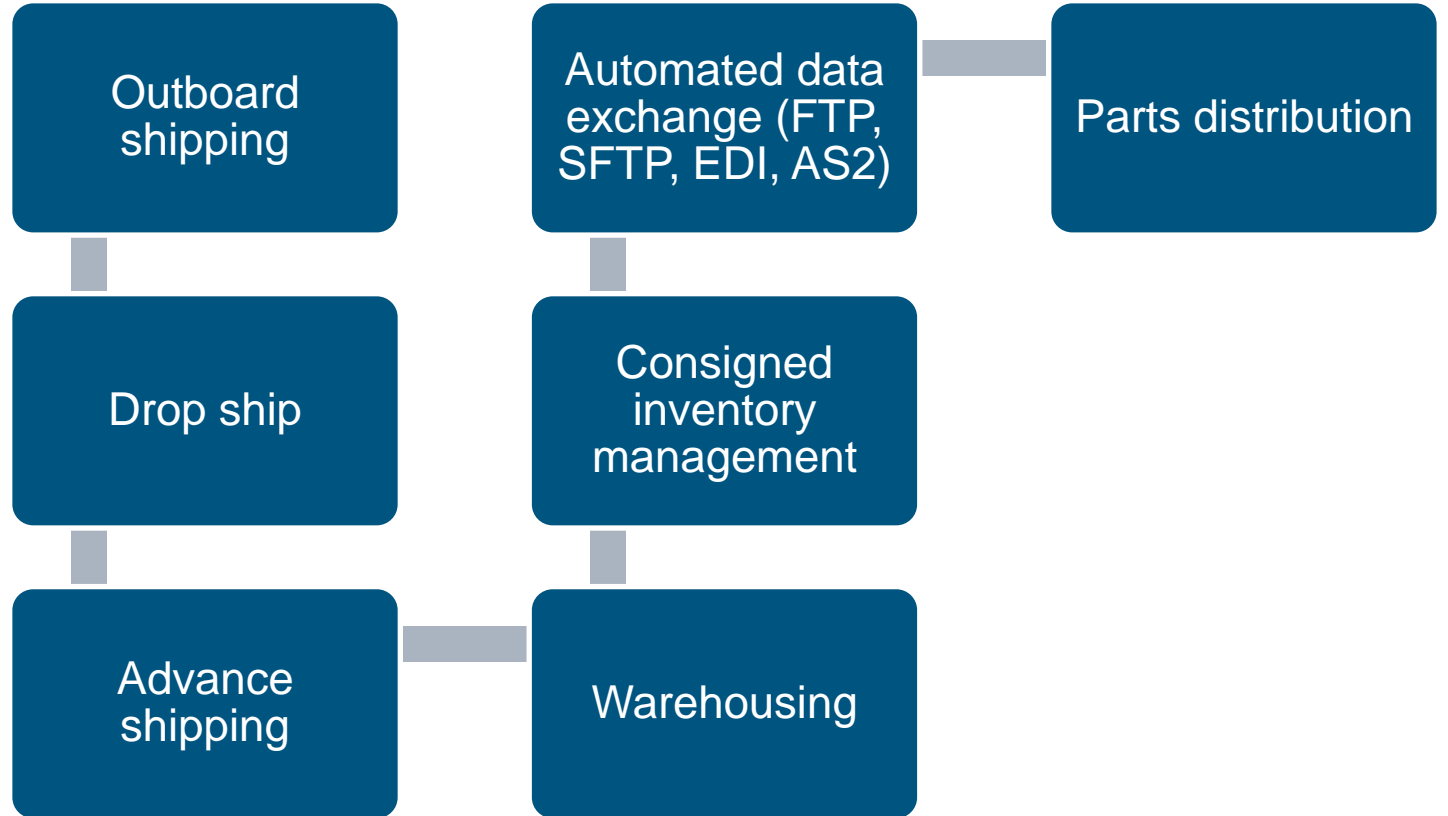 Outboard
shipping
Drop ship
Advance
shipping
Warehousing
Consigned
inventory
management
Automated data
exchange (FTP,
SFTP, EDI, AS2)
Parts distribution